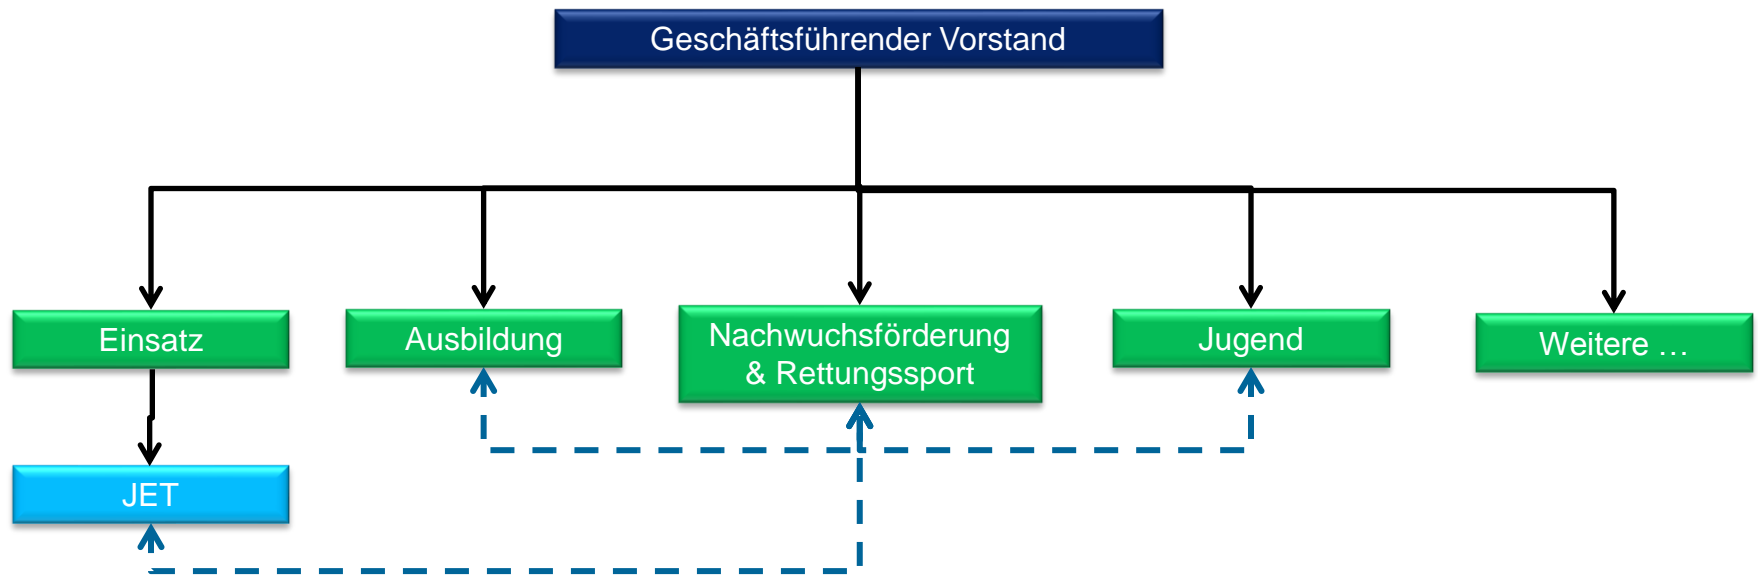 Geschäftsführender Vorstand
Einsatz
Ausbildung
Nachwuchsförderung
& Rettungssport
Jugend
Weitere …
JET